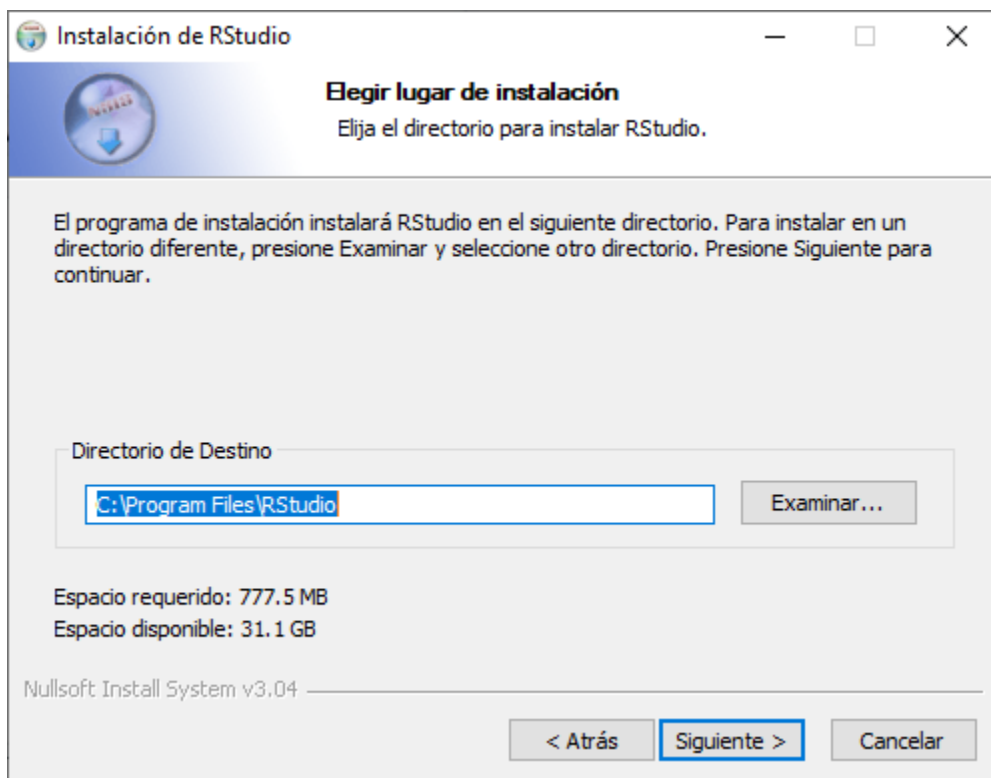 Instalación de RStudio
Elegir lugar de instalación
Elija el directorio para instalar RStudio.
El programa de instalación instalará RStudio en el siguiente directorio. Para instalar en un
directorio diferente, presione Examinar y seleccione otro directorio. Presione Siguiente para
continuar.
Directorio de Destino
C:\Program Files\RStudio
Examinar...
Espacio requerido: 777.5 MB
Espacio disponible: 31.1 GB
Nullsoft Install System v3.04
< Atrás
Siguiente >
Cancelar